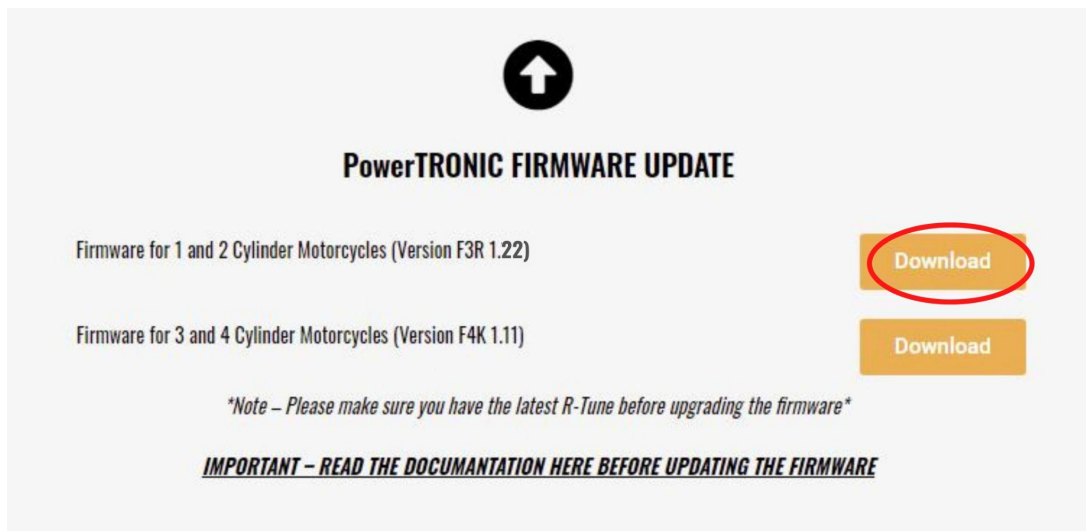 PowerTRONIC FIRMWARE UPDATE
Firmware for 1 and 2 Cylinder Motorcycles (Version F3R 1.22)
Download
Firmware for 3 and 4 Cylinder Motorcycles (Version F4K 1.11)
Download
*Note – Please make sure you have the latest R-Tune before upgrading the firmware*
IMPORTANT – READ THE DOCUMANTATION HERE BEFORE UPDATING THE FIRMWARE